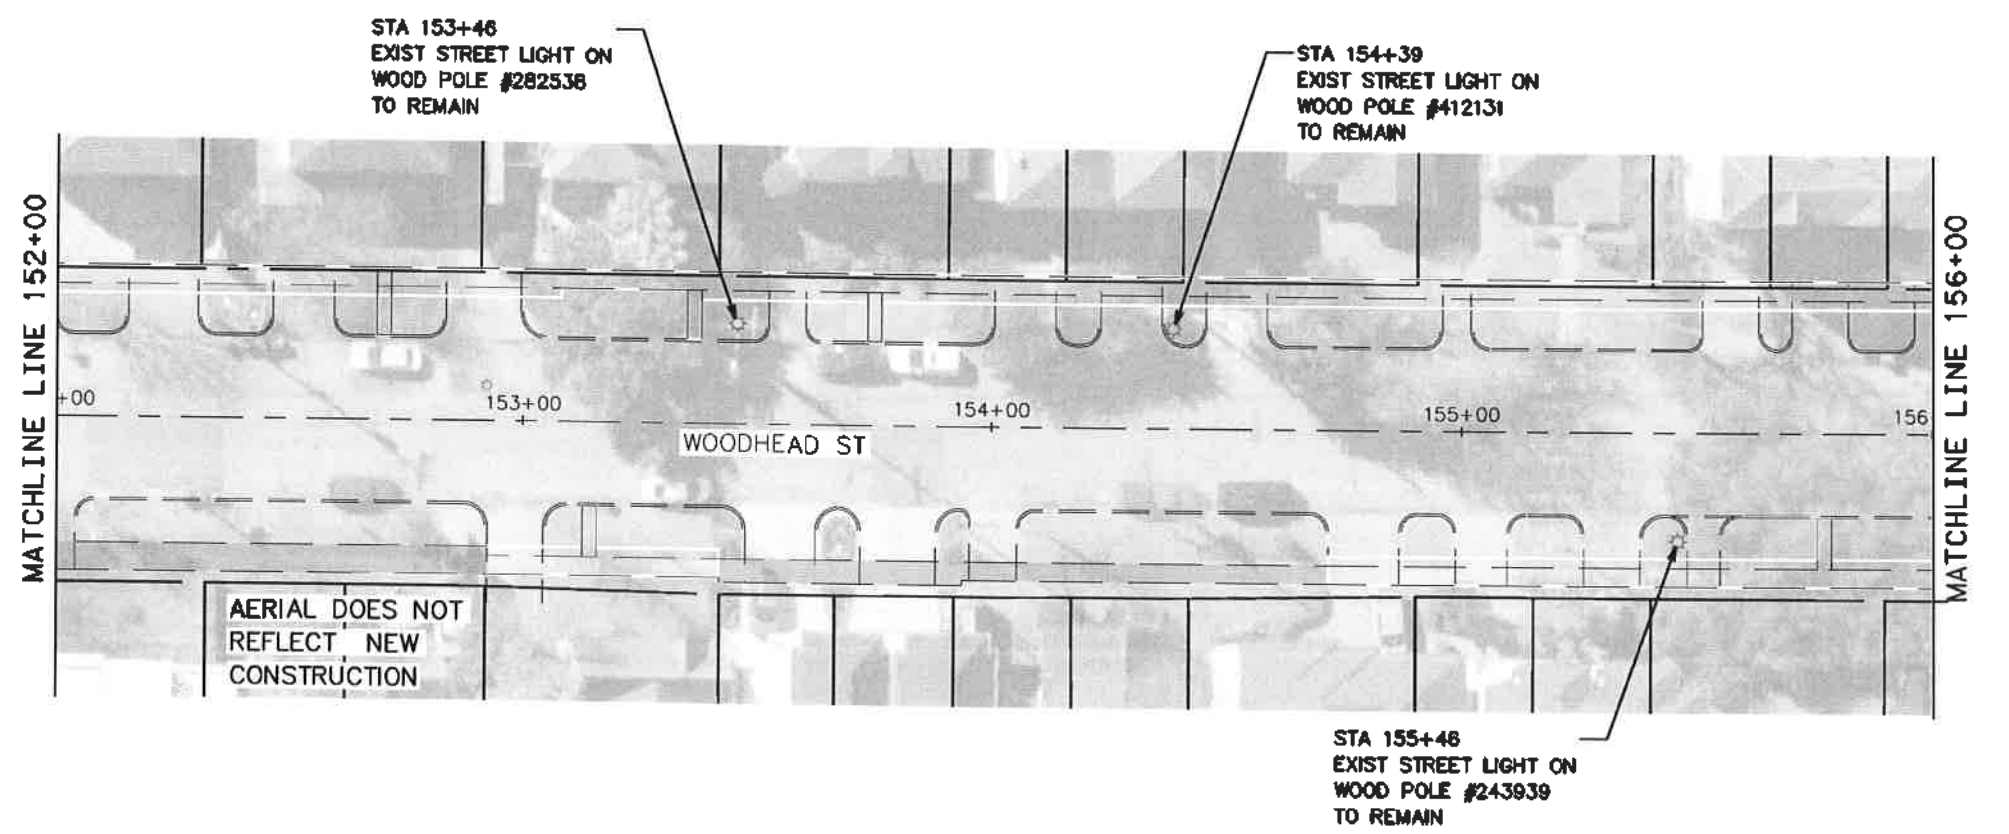 STA 153+46
EXIST STREET LIGHT ON
WOOD POLE #282538
TO REMAIN
STA 154+39
EXIST STREET LIGHT ON
WOOD POLE #412131
TO REMAIN
MATCHLINE LINE 152+00
+00
153+00
154+00
155+00
156
WOODHEAD ST
MATCHLINE LINE 156+00
AERIAL DOES NOT
REFLECT NEW
CONSTRUCTION
STA 155+46
EXIST STREET LIGHT ON
WOOD POLE #243939
TO REMAIN